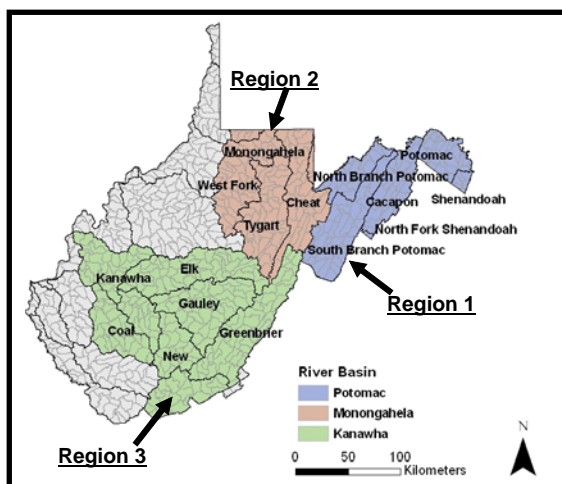 Region 2
Monongahela
Potomac
North Branch Potomac
West Fork
Cheat
Cacapon
Shenandoah
Tygart
North Fork Shenandoah
South Branch Potomac
Elk
Kanawha
Gauley
Region 1
Coal
Greenbrier
New
River Basin
Potomac
Monongahela
Kanawha
Region 3
N
0 50 100
Kilometers